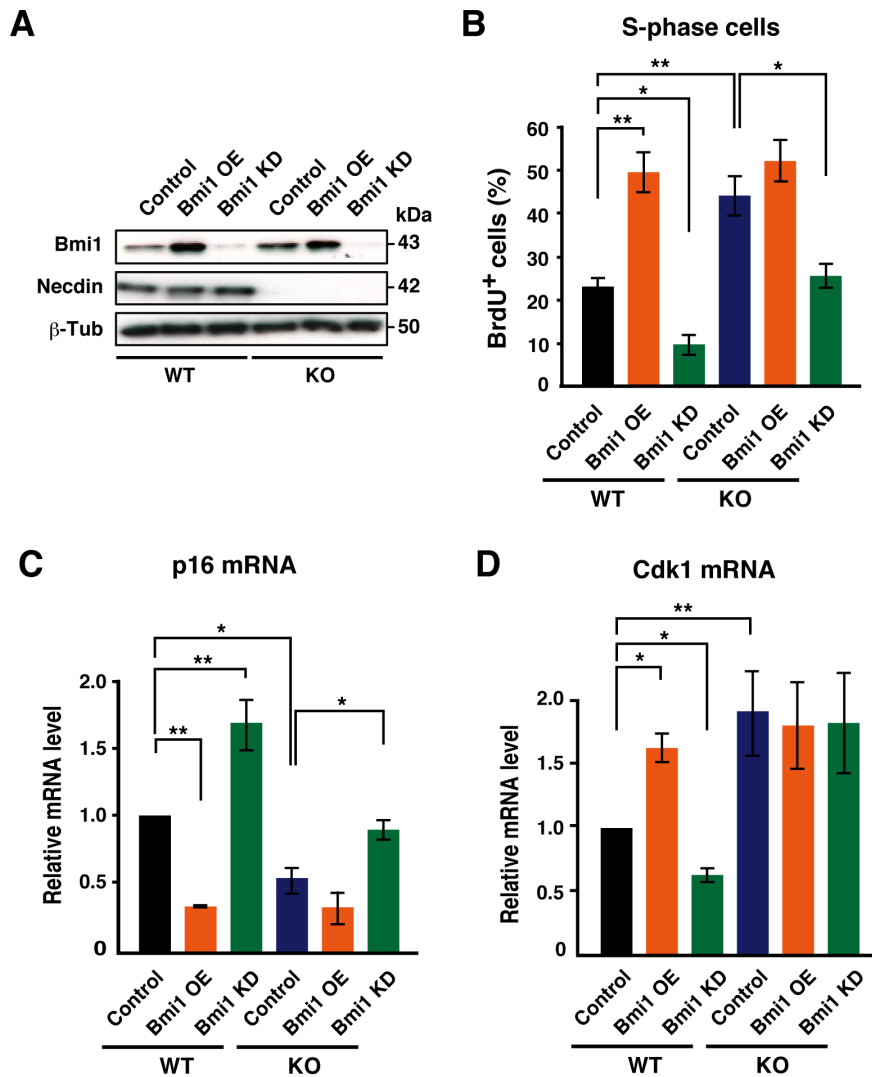 A
Control
Bmi1 OE
Bmi1 KD
Control
Bmi1 OE
Bmi1 KD
kDa
Bmi1
43
Necdin
42
β-Tub
50
WT
KO
B
S-phase cells
**
*
*
**
BrdU+ cells (%)
60
50
40
30
20
10
0
Control
Bmi1 OE
Bmi1 KD
Control
Bmi1 OE
Bmi1 KD
WT
KO
C
p16 mRNA
*
**
*
**
Relative mRNA level
2.0
1.5
1.0
0.5
0
Control
Bmi1 OE
Bmi1 KD
Control
Bmi1 OE
Bmi1 KD
WT
KO
D
Cdk1 mRNA
**
*
*
Relative mRNA level
2.0
1.5
1.0
0.5
0
Control
Bmi1 OE
Bmi1 KD
Control
Bmi1 OE
Bmi1 KD
WT
KO